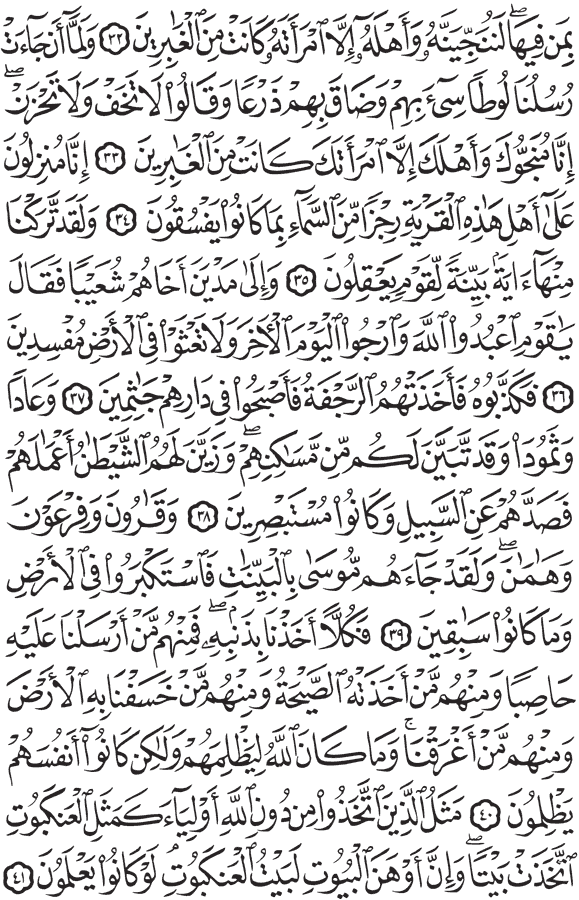 بِمَن فِيهَا ۖ لَنُنَجِّيَنَّهُۥ وَأَهْلَهُۥٓ إِلَّا ٱمْرَأَتَهُۥ كَانَتْ مِنَ ٱلْغَٰبِرِينَ ٣٢ وَلَمَّآ أَن جَآءَتْ
رُسُلُنَا لُوطًا سِيٓءَ بِهِمْ وَضَاقَ بِهِمْ ذَرْعًا وَقَالُوا۟ لَا تَخَفْ وَلَا تَحْزَنْ ۖ
إِنَّا مُنَجُّوكَ وَأَهْلَكَ إِلَّا ٱمْرَأَتَكَ كَانَتْ مِنَ ٱلْغَٰبِرِينَ ٣٣ إِنَّا مُنزِلُونَ
عَلَىٰٓ أَهْلِ هَٰذِهِ ٱلْقَرْيَةِ رِجْزًا مِّنَ ٱلسَّمَآءِ بِمَا كَانُوا۟ يَفْسُقُونَ ٣٤ وَلَقَد تَّرَكْنَا
مِنْهَآ ءَايَةًۢ بَيِّنَةً لِّقَوْمٍ يَعْقِلُونَ ٣٥ وَإِلَىٰ مَدْيَنَ أَخَاهُمْ شُعَيْبًا فَقَالَ
يَٰقَوْمِ ٱعْبُدُوا۟ ٱللَّهَ وَٱرْجُوا۟ ٱلْيَوْمَ ٱلْءَاخِرَ وَلَا تَعْثَوْا۟ فِى ٱلْأَرْضِ مُفْسِدِينَ
٣٦ فَكَذَّبُوهُ فَأَخَذَتْهُمُ ٱلرَّجْفَةُ فَأَصْبَحُوا۟ فِى دَارِهِمْ جَٰثِمِينَ ٣٧ وَعَادًا
وَثَمُودَا۟ وَقَد تَّبَيَّنَ لَكُم مِّن مَّسَٰكِنِهِمْ ۖ وَزَيَّنَ لَهُمُ ٱلشَّيْطَٰنُ أَعْمَٰلَهُمْ
فَصَدَّهُمْ عَنِ ٱلسَّبِيلِ وَكَانُوا۟ مُسْتَبْصِرِينَ ٣٨ وَقَٰرُونَ وَفِرْعَوْنَ
وَهَٰمَٰنَ ۖ وَلَقَدْ جَآءَهُم مُّوسَىٰ بِٱلْبَيِّنَٰتِ فَٱسْتَكْبَرُوا۟ فِى ٱلْأَرْضِ
وَمَا كَانُوا۟ سَٰبِقِينَ ٣٩ فَكُلًّا أَخَذْنَا بِذَنۢبِهِۦ ۖ فَمِنْهُم مَّنْ أَرْسَلْنَا عَلَيْهِ
حَاصِبًا وَمِنْهُم مَّنْ أَخَذَتْهُ ٱلصَّيْحَةُ وَمِنْهُم مَّنْ خَسَفْنَا بِهِ ٱلْأَرْضَ
وَمِنْهُم مَّنْ أَغْرَقْنَا ۚ وَمَا كَانَ ٱللَّهُ لِيَظْلِمَهُمْ وَلَٰكِن كَانُوٓا۟ أَنفُسَهُمْ
يَظْلِمُونَ ٤٠ مَثَلُ ٱلَّذِينَ ٱتَّخَذُوا۟ مِن دُونِ ٱللَّهِ أَوْلِيَآءَ كَمَثَلِ ٱلْعَنكَبُوتِ
ٱتَّخَذَتْ بَيْتًا ۖ وَإِنَّ أَوْهَنَ ٱلْبُيُوتِ لَبَيْتُ ٱلْعَنكَبُوتِ ۖ لَوْ كَانُوا۟ يَعْلَمُونَ ٤١